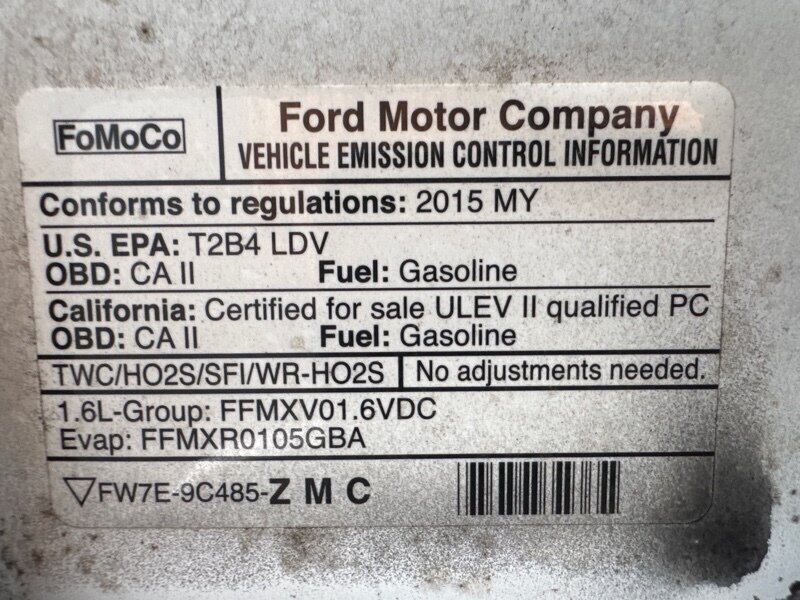 FoMoCo
Ford Motor Company
VEHICLE EMISSION CONTROL INFORMATION
Conforms to regulations: 2015 MY
U.S. EPA: T2B4 LDV
OBD: CA II Fuel: Gasoline
California: Certified for sale ULEV II qualified PC
OBD: CA II Fuel: Gasoline
TWC/HO2S/SFI/WR-HO2S No adjustments needed.
1.6L-Group: FFMXV01.6VDC
Evap: FFMXR0105GBA
▽FW7E-9C485-Z M C